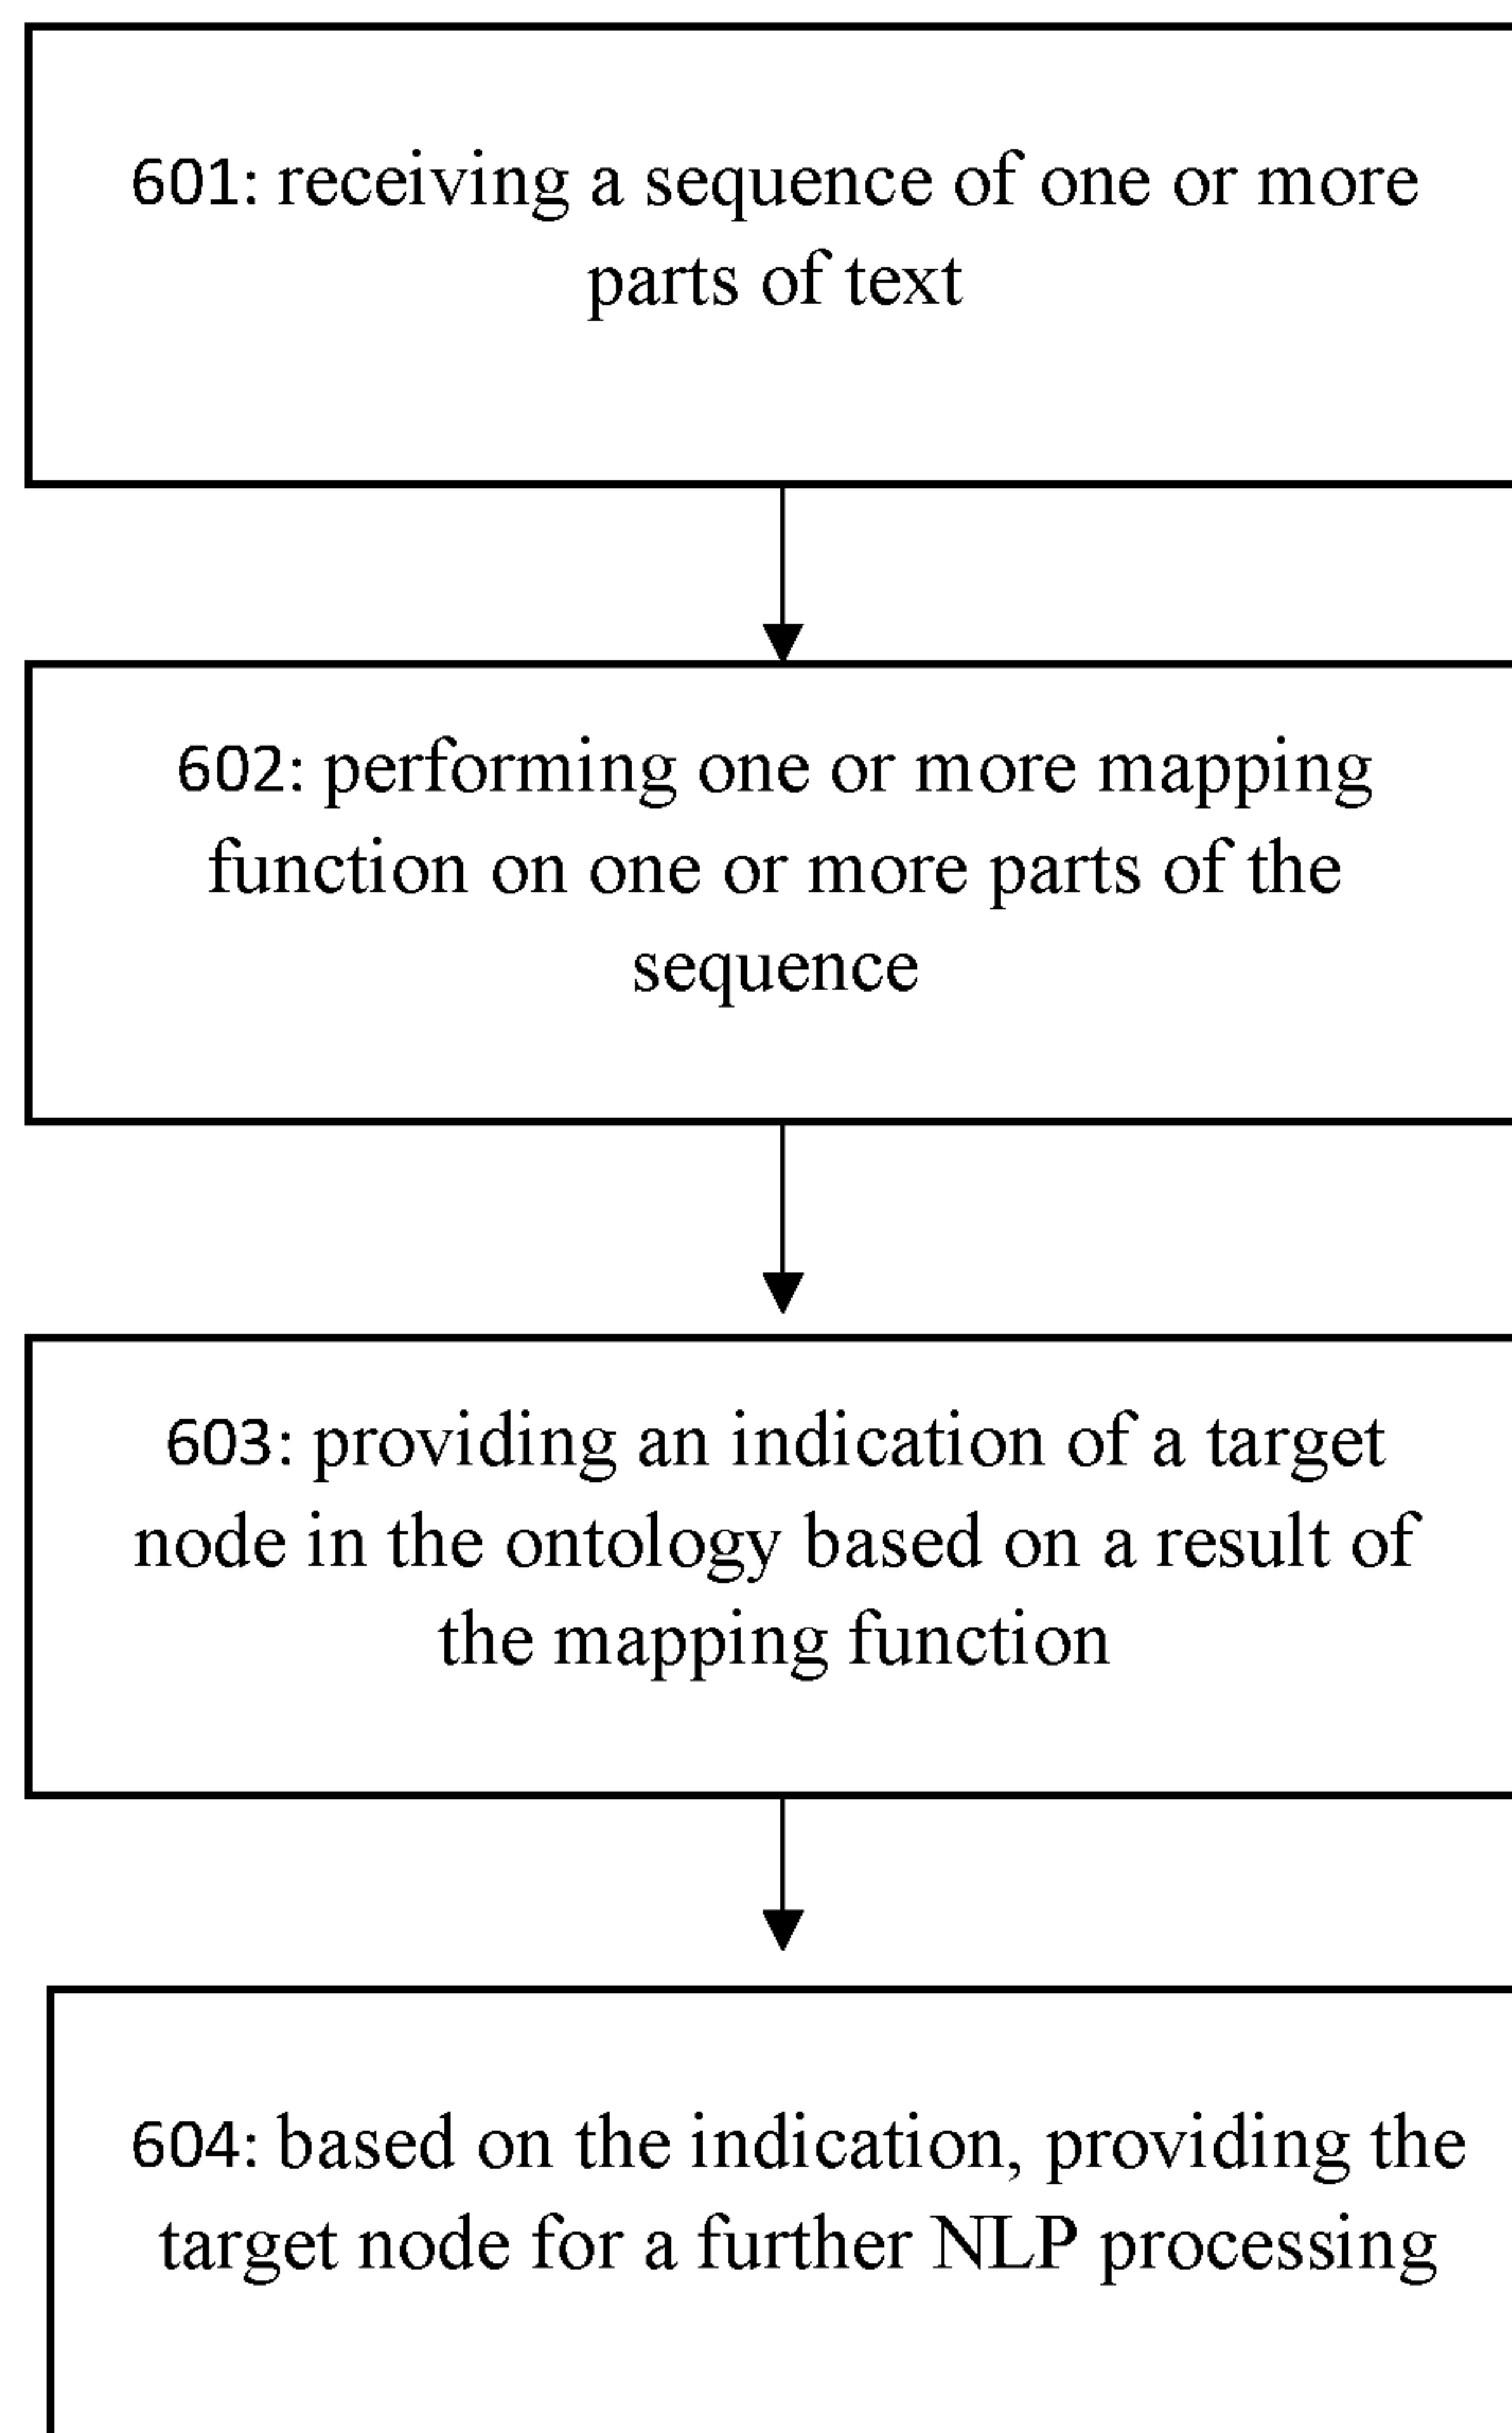 601: receiving a sequence of one or more
parts of text
602: performing one or more mapping
function on one or more parts of the
sequence
603: providing an indication of a target
node in the ontology based on a result of
the mapping function
604: based on the indication, providing the
target node for a further NLP processing